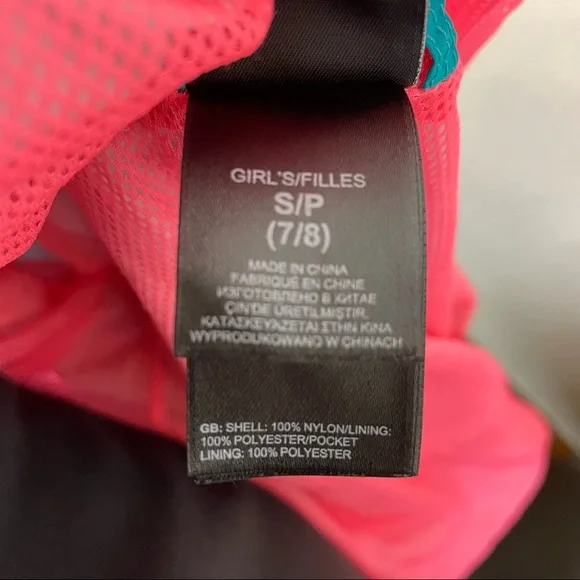 GIRL'S/FILLES
S/P
(7/8)
MADE IN CHINA
FABRIQUE EN CHINE
ИЗГОТОВЛЕНО В КИТАЕ
ÇİN'DE ÜRETİLMİŞTİR.
ΚΑΤΑΣΚΕΥΑΖΕΤΑΙ ΣΤΗΝ ΚΙΝΑ
WYPRODUKOWANO W CHINACH
GB: SHELL: 100% NYLON/LINING:
100% POLYESTER/POCKET
LINING: 100% POLYESTER